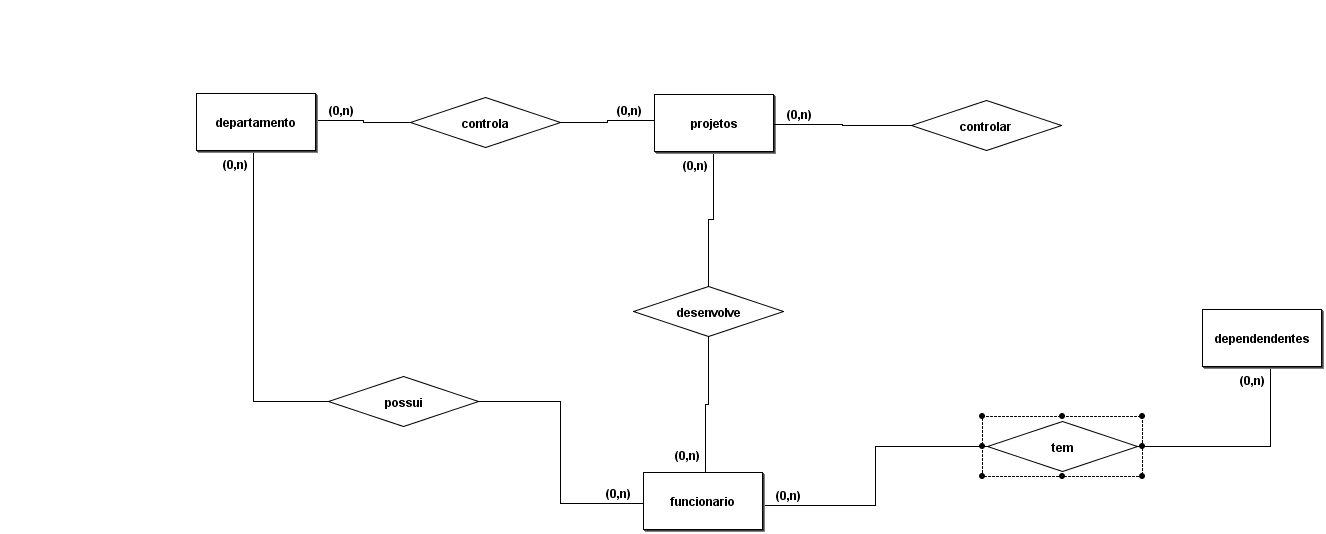 (0,n)
(0,n)
(0,n)
departamento
controla
projetos
controlar
(0,n)
(0,n)
desenvolve
dependendentes
(0,n)
possui
tem
(0,n)
(0,n)
(0,n)
funcionario